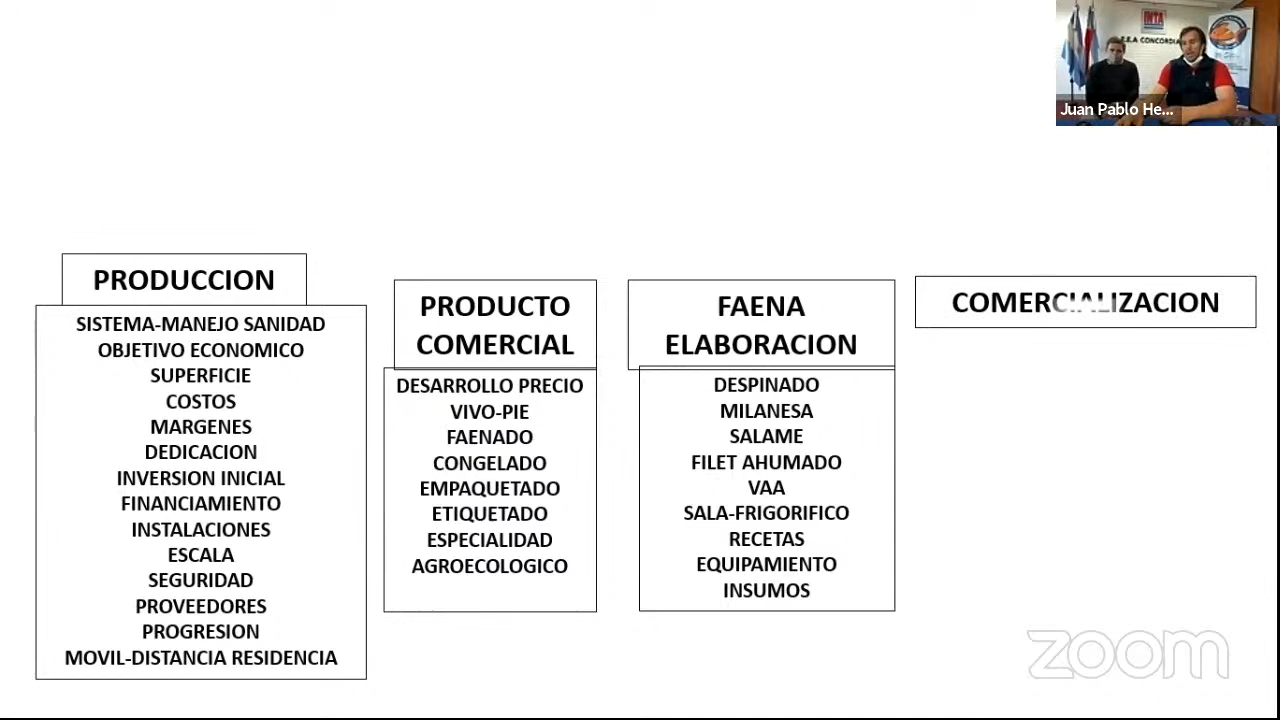 INTA
E.E.A CONCORDIA
Juan Pablo He...
PRODUCCION
SISTEMA-MANEJO SANIDAD
OBJETIVO ECONOMICO
SUPERFICIE
COSTOS
MARGENES
DEDICACION
INVERSION INICIAL
FINANCIAMIENTO
INSTALACIONES
ESCALA
SEGURIDAD
PROVEEDORES
PROGRESION
MOVIL-DISTANCIA RESIDENCIA
PRODUCTO
COMERCIAL
DESARROLLO PRECIO
VIVO-PIE
FAENADO
CONGELADO
EMPAQUETADO
ETIQUETADO
ESPECIALIDAD
AGROECOLOGICO
FAENA
ELABORACION
DESPINADO
MILANESA
SALAME
FILET AHUMADO
VAA
SALA-FRIGORIFICO
RECETAS
EQUIPAMIENTO
INSUMOS
COMERCIALIZACION
zoom